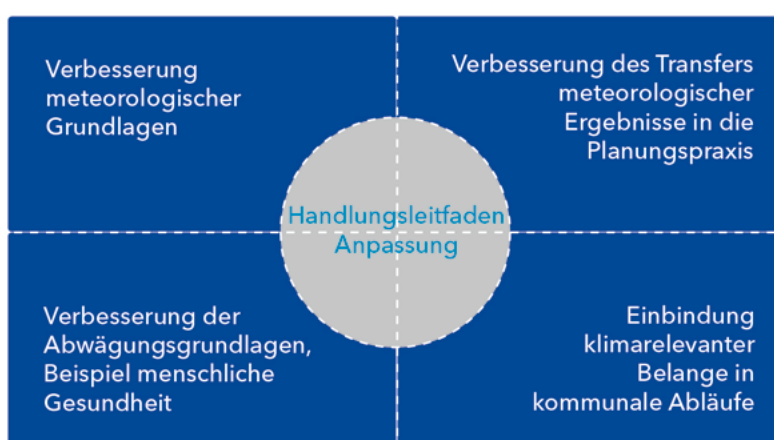 Verbesserung
meteorologischer
Grundlagen
Verbesserung des Transfers
meteorologischer
Ergebnisse in die
Planungspraxis
Handlungsleitfaden
Anpassung
Verbesserung der
Abwägungsgrundlagen,
Beispiel menschliche
Gesundheit
Einbindung
klimarelevanter
Belange in
kommunale Abläufe